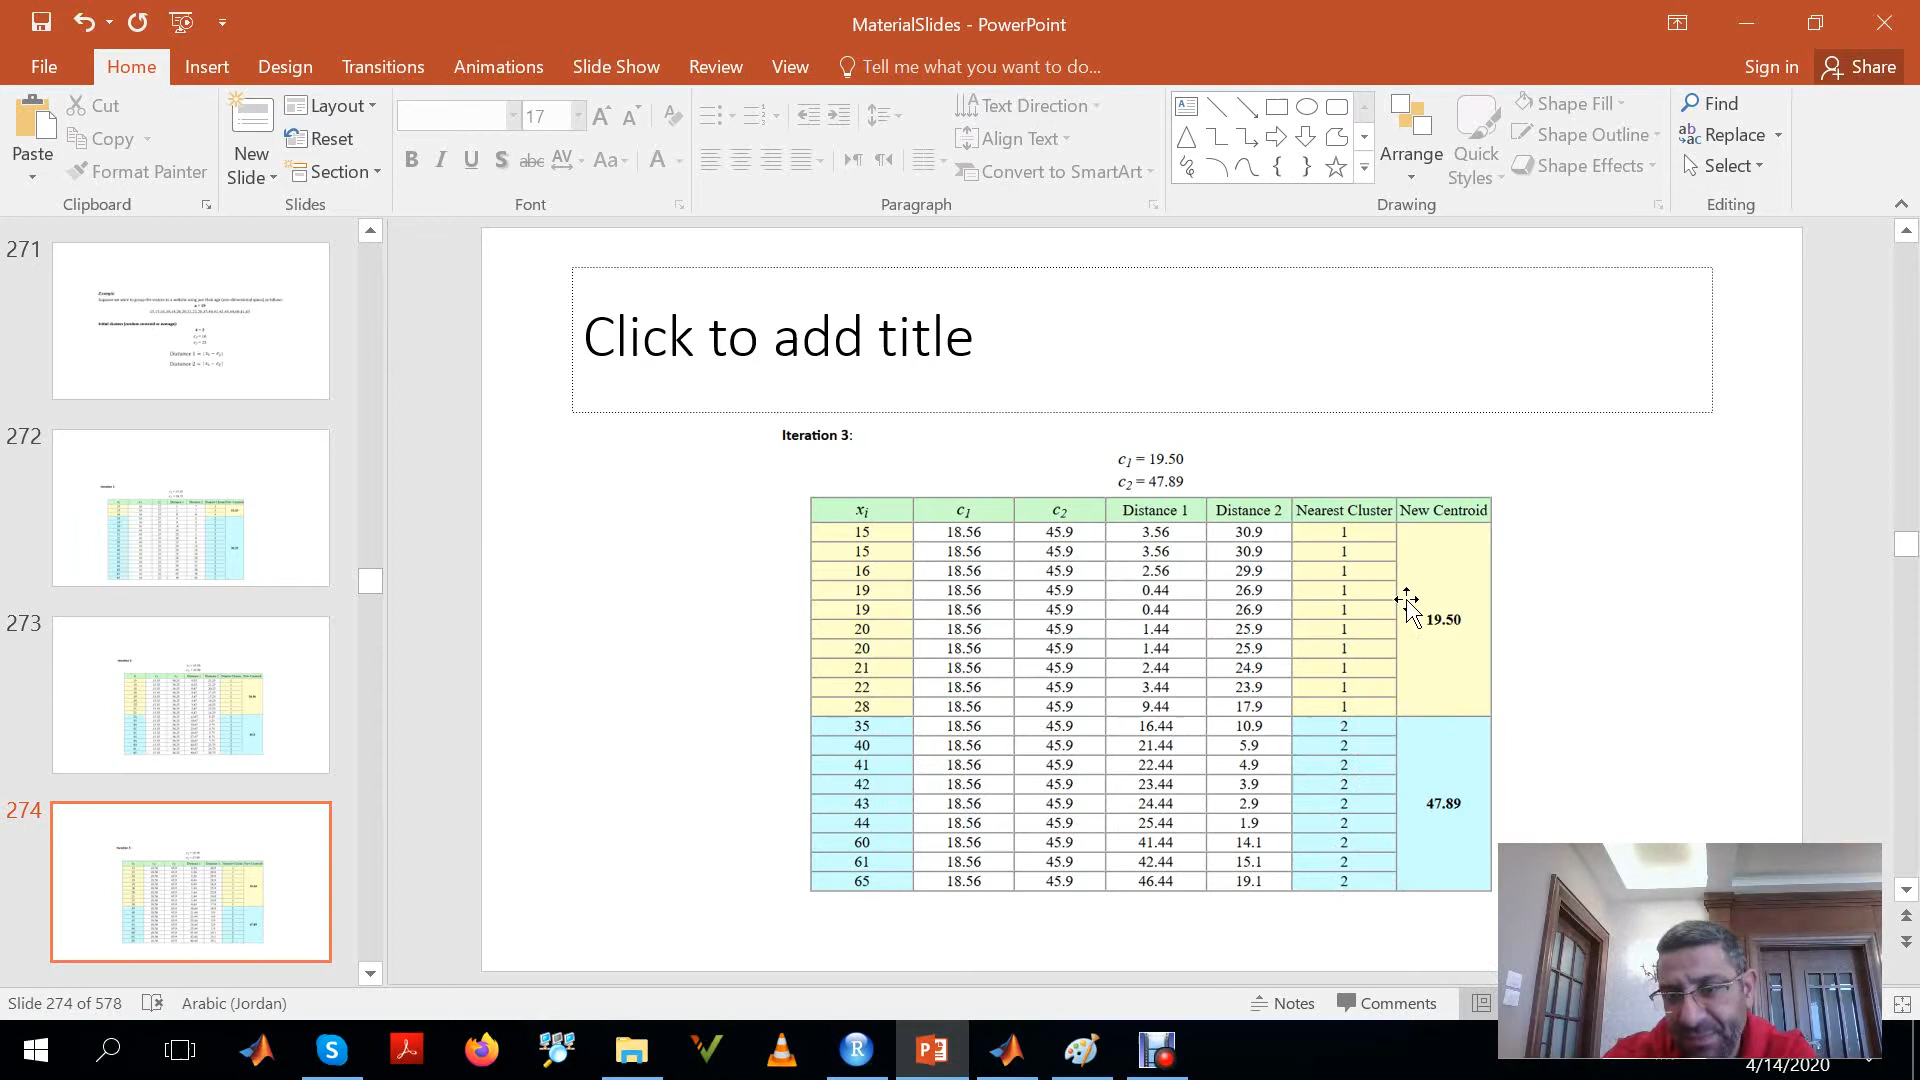 MaterialSlides - PowerPoint
File Home Insert Design Transitions Animations Slide Show Review View Tell me what you want to do... Sign in Share
Paste
Cut
Copy
Format Painter
Clipboard
New Slide
Layout
Reset
Section
Slides
17
Font
Text Direction
Align Text
Convert to SmartArt
Paragraph
Arrange
Quick Styles
Shape Fill
Shape Outline
Shape Effects
Drawing
Find
Replace
Select
Editing
271
272
273
274
Click to add title
Iteration 3:
c1 = 19.50
c2 = 47.89
xi c1 c2 Distance 1 Distance 2 Nearest Cluster New Centroid
15 18.56 45.9 3.56 30.9 1
15 18.56 45.9 3.56 30.9 1
16 18.56 45.9 2.56 29.9 1
19 18.56 45.9 0.44 26.9 1
19 18.56 45.9 0.44 26.9 1
19.50
20 18.56 45.9 1.44 25.9 1
20 18.56 45.9 1.44 25.9 1
21 18.56 45.9 2.44 24.9 1
22 18.56 45.9 3.44 23.9 1
28 18.56 45.9 9.44 17.9 1
35 18.56 45.9 16.44 10.9 2
40 18.56 45.9 21.44 5.9 2
41 18.56 45.9 22.44 4.9 2
42 18.56 45.9 23.44 3.9 2
43 18.56 45.9 24.44 2.9 2 47.89
44 18.56 45.9 25.44 1.9 2
60 18.56 45.9 41.44 14.1 2
61 18.56 45.9 42.44 15.1 2
65 18.56 45.9 46.44 19.1 2
Slide 274 of 578 Arabic (Jordan) Notes Comments
4/14/2020